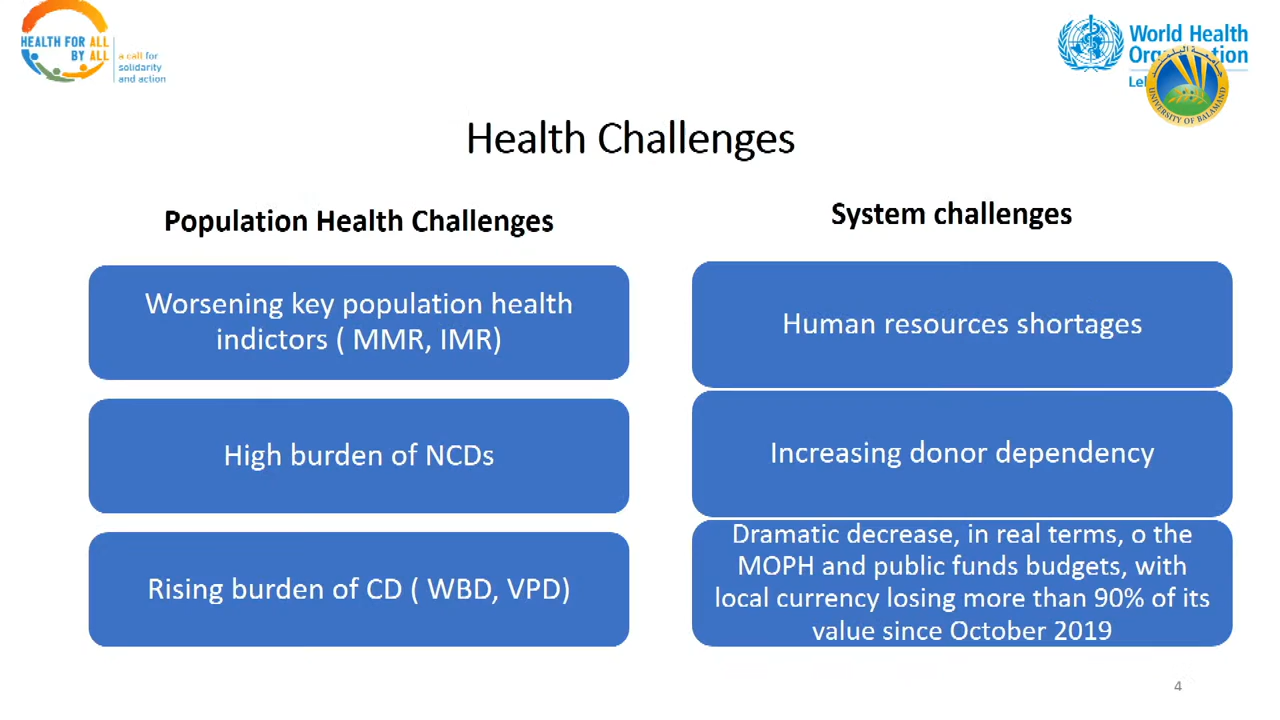 HEALTH FOR ALL
BY ALL
a call for
solidarity
and action
World Health
UNIVERSITY OF BALAMAND
Health Challenges
Population Health Challenges
Worsening key population health
indictors ( MMR, IMR)
High burden of NCDs
Rising burden of CD ( WBD, VPD)
System challenges
Human resources shortages
Increasing donor dependency
Dramatic decrease, in real terms, o the
MOPH and public funds budgets, with
local currency losing more than 90% of its
value since October 2019
4